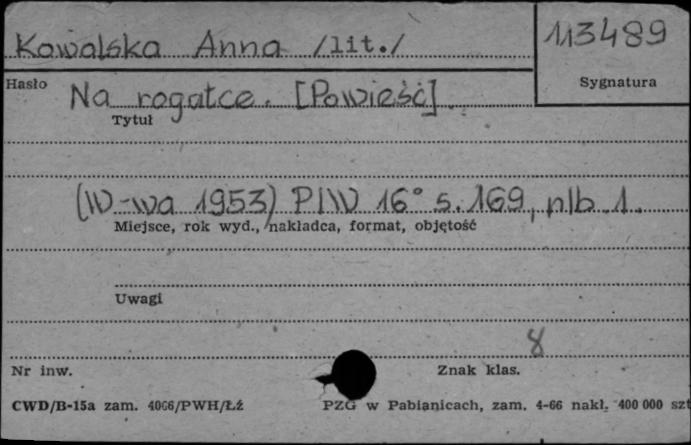 Kowalska Anna /lit./
113489
Hasło
Sygnatura
Na rogatce. [Powieść].
Tytuł
(W-wa 1953) PIW 16° s. 169, nlb 1.
Miejsce, rok wyd., nakładca, format, objętość
Uwagi
8
Nr inw.
Znak klas.
CWD/B-15a zam. 4066/PWH/Łź
PZG w Pabianicach, zam. 4-66 nakł. 400 000 szt